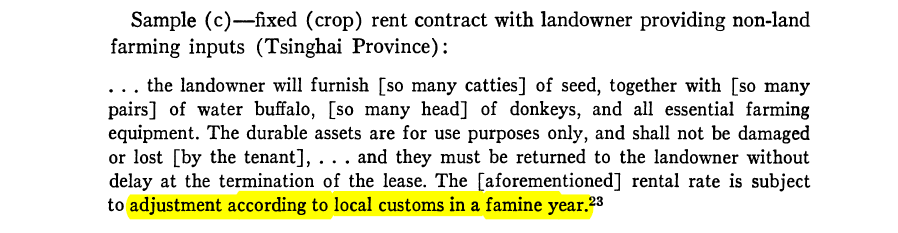 Sample (c)—fixed (crop) rent contract with landowner providing non-land
farming inputs (Tsinghai Province):
. . . the landowner will furnish [so many catties] of seed, together with [so many
pairs] of water buffalo, [so many head] of donkeys, and all essential farming
equipment. The durable assets are for use purposes only, and shall not be damaged
or lost [by the tenant], . . . and they must be returned to the landowner without
delay at the termination of the lease. The [aforementioned] rental rate is subject
to adjustment according to local customs in a famine year.²³